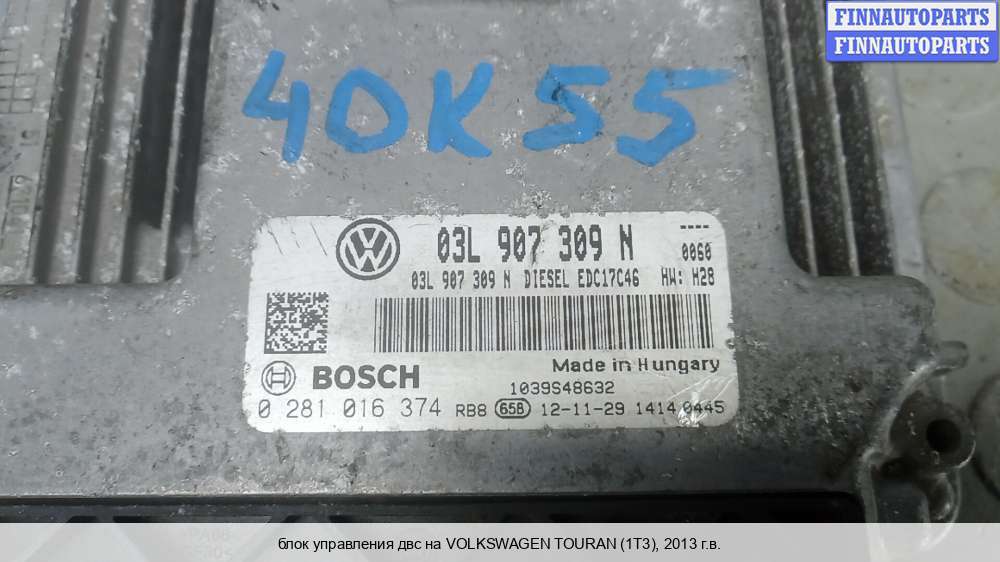 FINNAUTOPARTS
FINNAUTOPARTS
40K55
03L 907 309 N ----
0060
03L 907 309 N DIESEL EDC17C46 HW: H28
Made in Hungary
BOSCH
1039S48632
0 281 016 374 RB8 65B 12-11-29 1414 0445
блок управления двс на VOLKSWAGEN TOURAN (1T3), 2013 г.в.